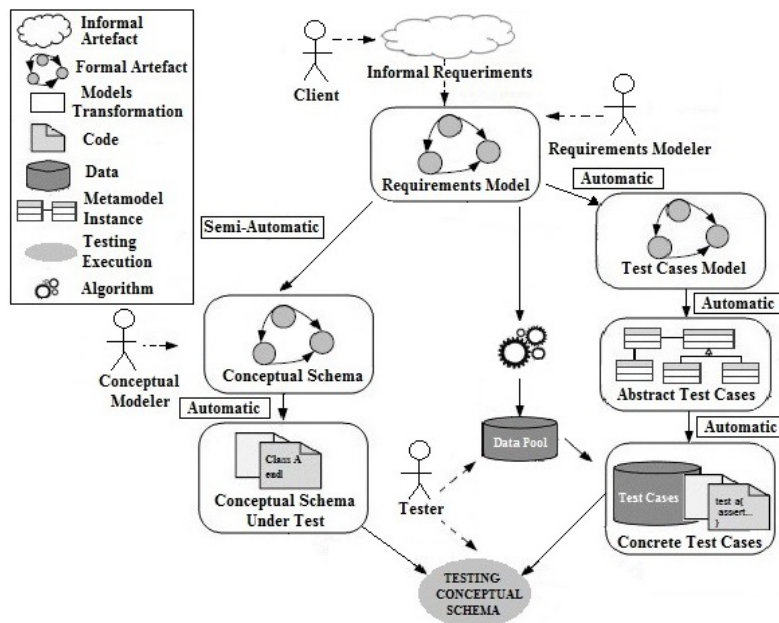 Informal
Artefact
Formal Artefact
Models
Transformation
Code
Data
Metamodel
Instance
Testing
Execution
Algorithm
Client
Informal Requeriments
Requirements Modeler
Requirements Model
Automatic
Semi-Automatic
Test Cases Model
Automatic
Conceptual
Modeler
Conceptual Schema
Abstract Test Cases
Automatic
Automatic
Class A
end
Conceptual Schema
Under Test
Tester
Data Pool
Test Cases
test a{
assert...
}
Concrete Test Cases
TESTING
CONCEPTUAL
SCHEMA